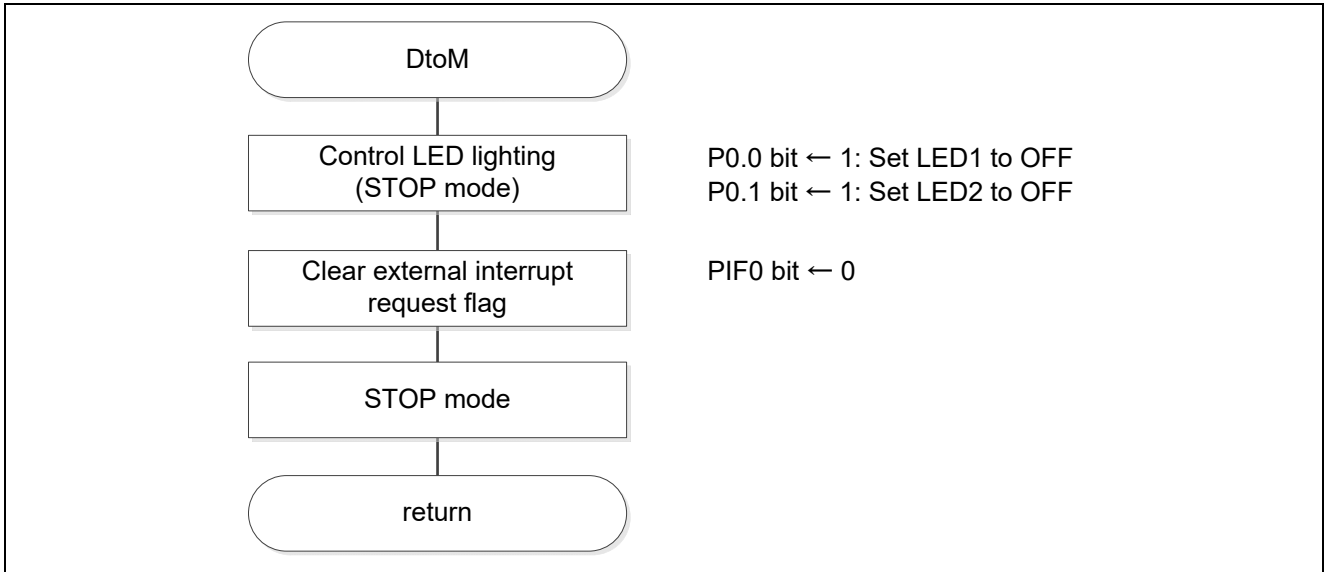 DtoM
Control LED lighting
(STOP mode)
P0.0 bit ← 1: Set LED1 to OFF
P0.1 bit ← 1: Set LED2 to OFF
Clear external interrupt
request flag
PIF0 bit ← 0
STOP mode
return